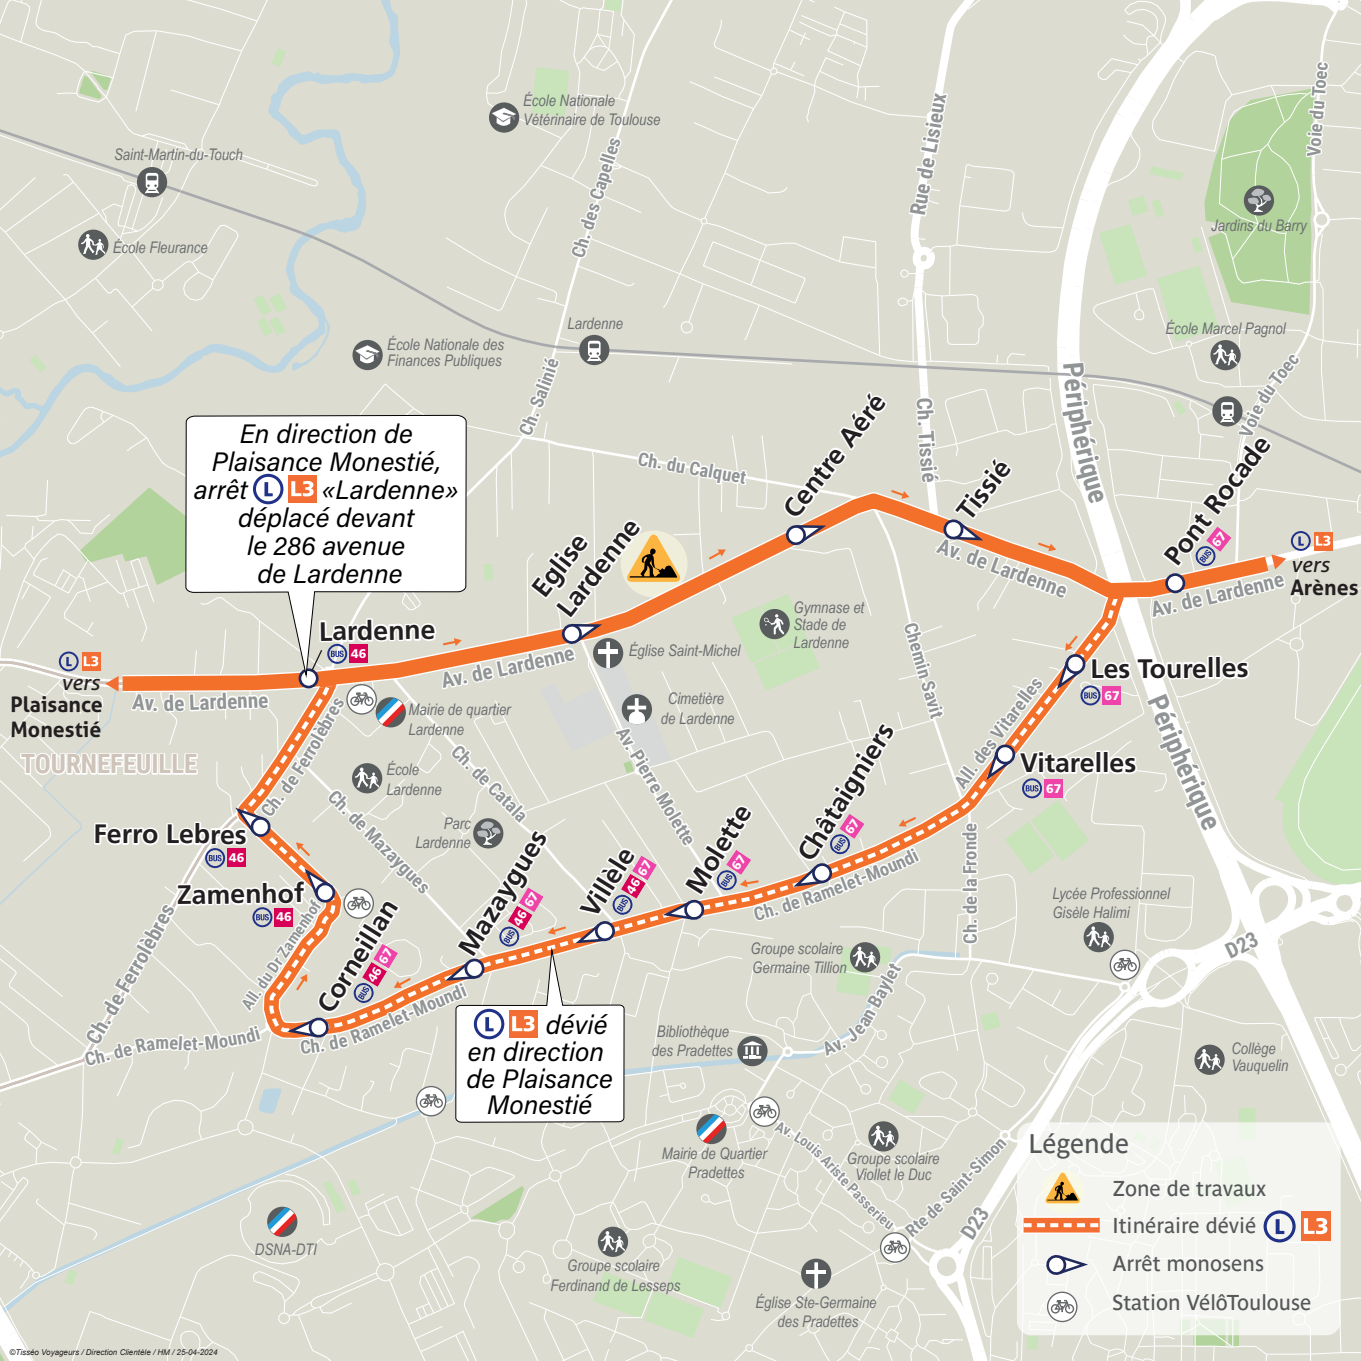 École Nationale
Vétérinaire de Toulouse
Saint-Martin-du-Touch
École Fleurance
Ch. des Capelles
Rue de Lisieux
Voie du Toec
Jardins du Barry
Lardenne
École Nationale des
Finances Publiques
École Marcel Pagnol
Voie du Toec
Ch. Salinié
Ch. Tissié
Périphérique
Ch. du Calquet
En direction de
Plaisance Monestié,
arrêt L L3 «Lardenne»
déplacé devant
le 286 avenue
de Lardenne
Centre Aéré
Tissié
Pont Rocade
BUS 67
Eglise
Lardenne
Av. de Lardenne
Av. de Lardenne
L L3
vers
Arènes
Lardenne
BUS 46
Av. de Lardenne
Église Saint-Michel
Gymnase et
Stade de
Lardenne
Chemin Savit
Les Tourelles
BUS 67
L L3
vers
Plaisance
Monestié
Av. de Lardenne
TOURNEFEUILLE
Mairie de quartier
Lardenne
Cimetière
de Lardenne
Av. Pierre Molette
All. des Vitarelles
Périphérique
Vitarelles
BUS 67
Ch. de Ferrolèbres
École
Lardenne
Ch. de Catala
Ch. de Mazaygues
Parc
Lardenne
Ferro Lebres
BUS 46
Zamenhof
BUS 46
Corneillan
BUS 46 67
Mazaygues
BUS 46 67
Villèle
BUS 46 67
Molette
BUS 67
Châtaigniers
BUS 67
Ch. de Ramelet-Moundi
Ch. de la Fronde
Lycée Professionnel
Gisèle Halimi
D23
Groupe scolaire
Germaine Tillion
Ch. de Ferrolèbres
All. du Dr Zamenhof
Ch. de Ramelet-Moundi
Ch. de Ramelet-Moundi
L L3 dévié
en direction
de Plaisance
Monestié
Bibliothèque
des Pradettes
Av. Jean Baylet
Collège
Vauquelin
Mairie de Quartier
Pradettes
Av. Louis Ariste Passerieu
Groupe scolaire
Viollet le Duc
Rte de Saint-Simon
D23
DSNA-DTI
Groupe scolaire
Ferdinand de Lesseps
Église Ste-Germaine
des Pradettes
Légende
Zone de travaux
Itinéraire dévié L L3
Arrêt monosens
Station VélôToulouse
©Tisséo Voyageurs / Direction Clientèle / HM / 25-04-2024